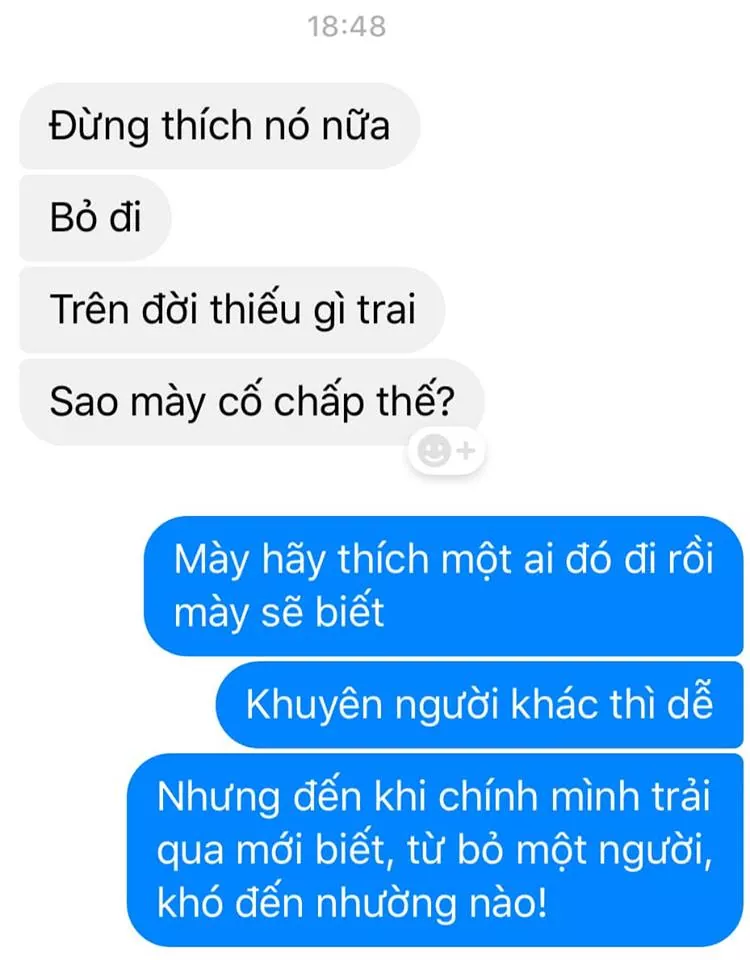 18:48
Đừng thích nó nữa
Bỏ đi
Trên đời thiếu gì trai
Sao mày cố chấp thế?
Mày hãy thích một ai đó đi rồi
mày sẽ biết
Khuyên người khác thì dễ
Nhưng đến khi chính mình trải
qua mới biết, từ bỏ một người,
khó đến nhường nào!